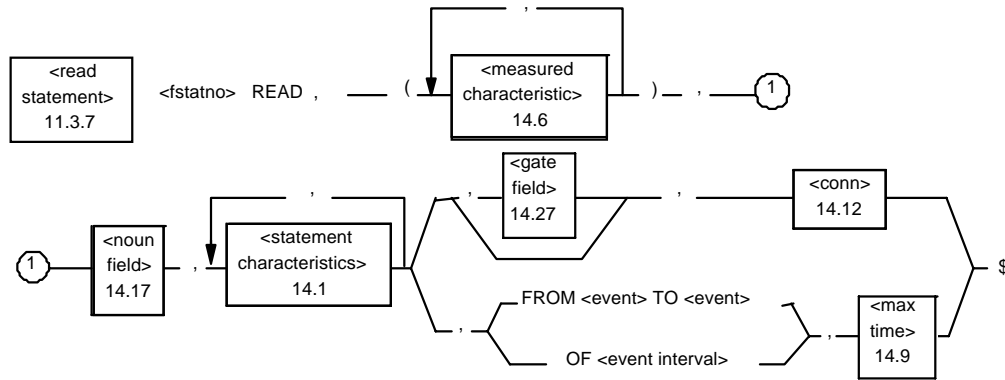 ,
<read statement> 11.3.7 <fstatno> READ , ( <measured characteristic> 14.6 ) , 1
, <gate field> 14.27 , <conn> 14.12
,
1 <noun field> 14.17 , <statement characteristics> 14.1 $
FROM <event> TO <event>
, , <max time> 14.9
OF <event interval>